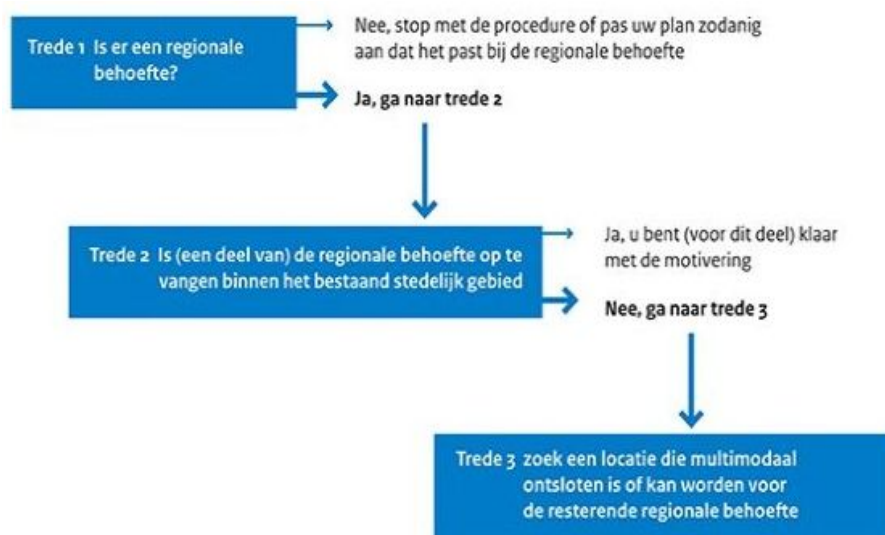 Trede 1 Is er een regionale
behoefte?
Nee, stop met de procedure of pas uw plan zodanig
aan dat het past bij de regionale behoefte
Ja, ga naar trede 2
Trede 2 Is (een deel van) de regionale behoefte op te
vangen binnen het bestaand stedelijk gebied
Ja, u bent (voor dit deel) klaar
met de motivering
Nee, ga naar trede 3
Trede 3 zoek een locatie die multimodaal
ontsloten is of kan worden voor
de resterende regionale behoefte